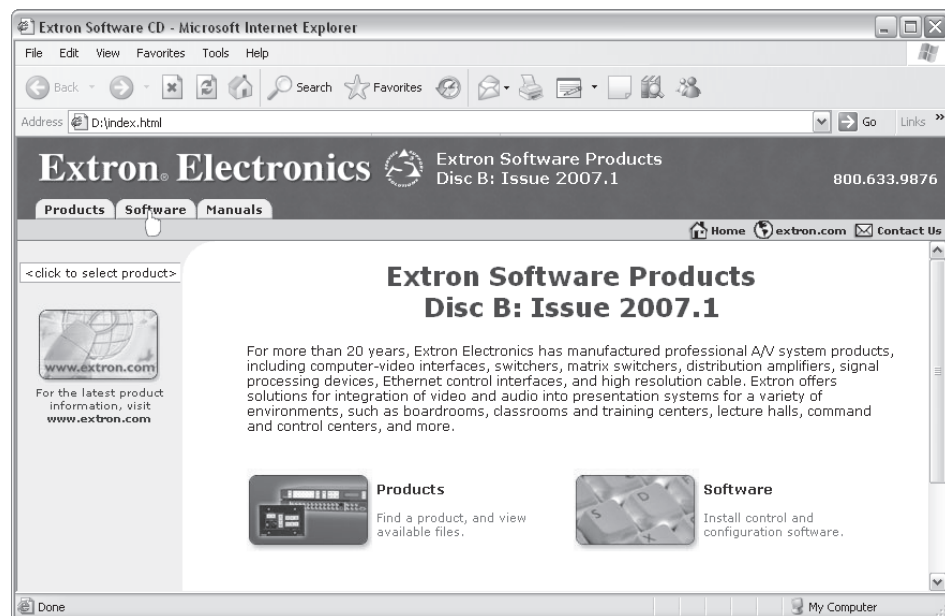 Extron Software CD - Microsoft Internet Explorer
File Edit View Favorites Tools Help
Back Search Favorites
Address D:\index.html Go Links »
Extron® Electronics
Extron Software Products
Disc B: Issue 2007.1
800.633.9876
Products Software Manuals
Home extron.com Contact Us
<click to select product>
www.extron.com
For the latest product
information, visit
www.extron.com
Extron Software Products
Disc B: Issue 2007.1
For more than 20 years, Extron Electronics has manufactured professional A/V system products,
including computer-video interfaces, switchers, matrix switchers, distribution amplifiers, signal
processing devices, Ethernet control interfaces, and high resolution cable. Extron offers
solutions for integration of video and audio into presentation systems for a variety of
environments, such as boardrooms, classrooms and training centers, lecture halls, command
and control centers, and more.
Products
Find a product, and view
available files.
S D X
Software
Install control and
configuration software.
Done My Computer